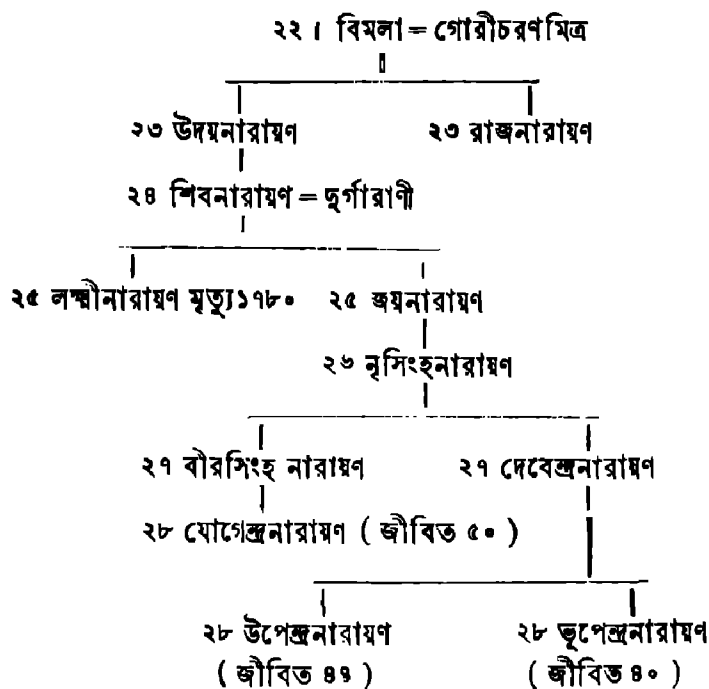 ২২। বিমলা = গোরীচরণ মিত্র
২৩ উদয়নারায়ণ ২৩ রাজনারায়ণ
২৪ শিবনারায়ণ = দুর্গারাণী
২৫ লক্ষ্মীনারায়ণ মৃত্যু ১৭৮০ ২৫ জয়নারায়ণ
২৬ নৃসিংহনারায়ণ
২৭ বীরসিংহ নারায়ণ ২৭ দেবেন্দ্রনারায়ণ
২৮ যোগেন্দ্রনারায়ণ ( জীবিত ৫০ )
২৮ উপেন্দ্রনারায়ণ ২৮ ভূপেন্দ্রনারায়ণ
( জীবিত ৪৭ ) ( জীবিত ৪০ )